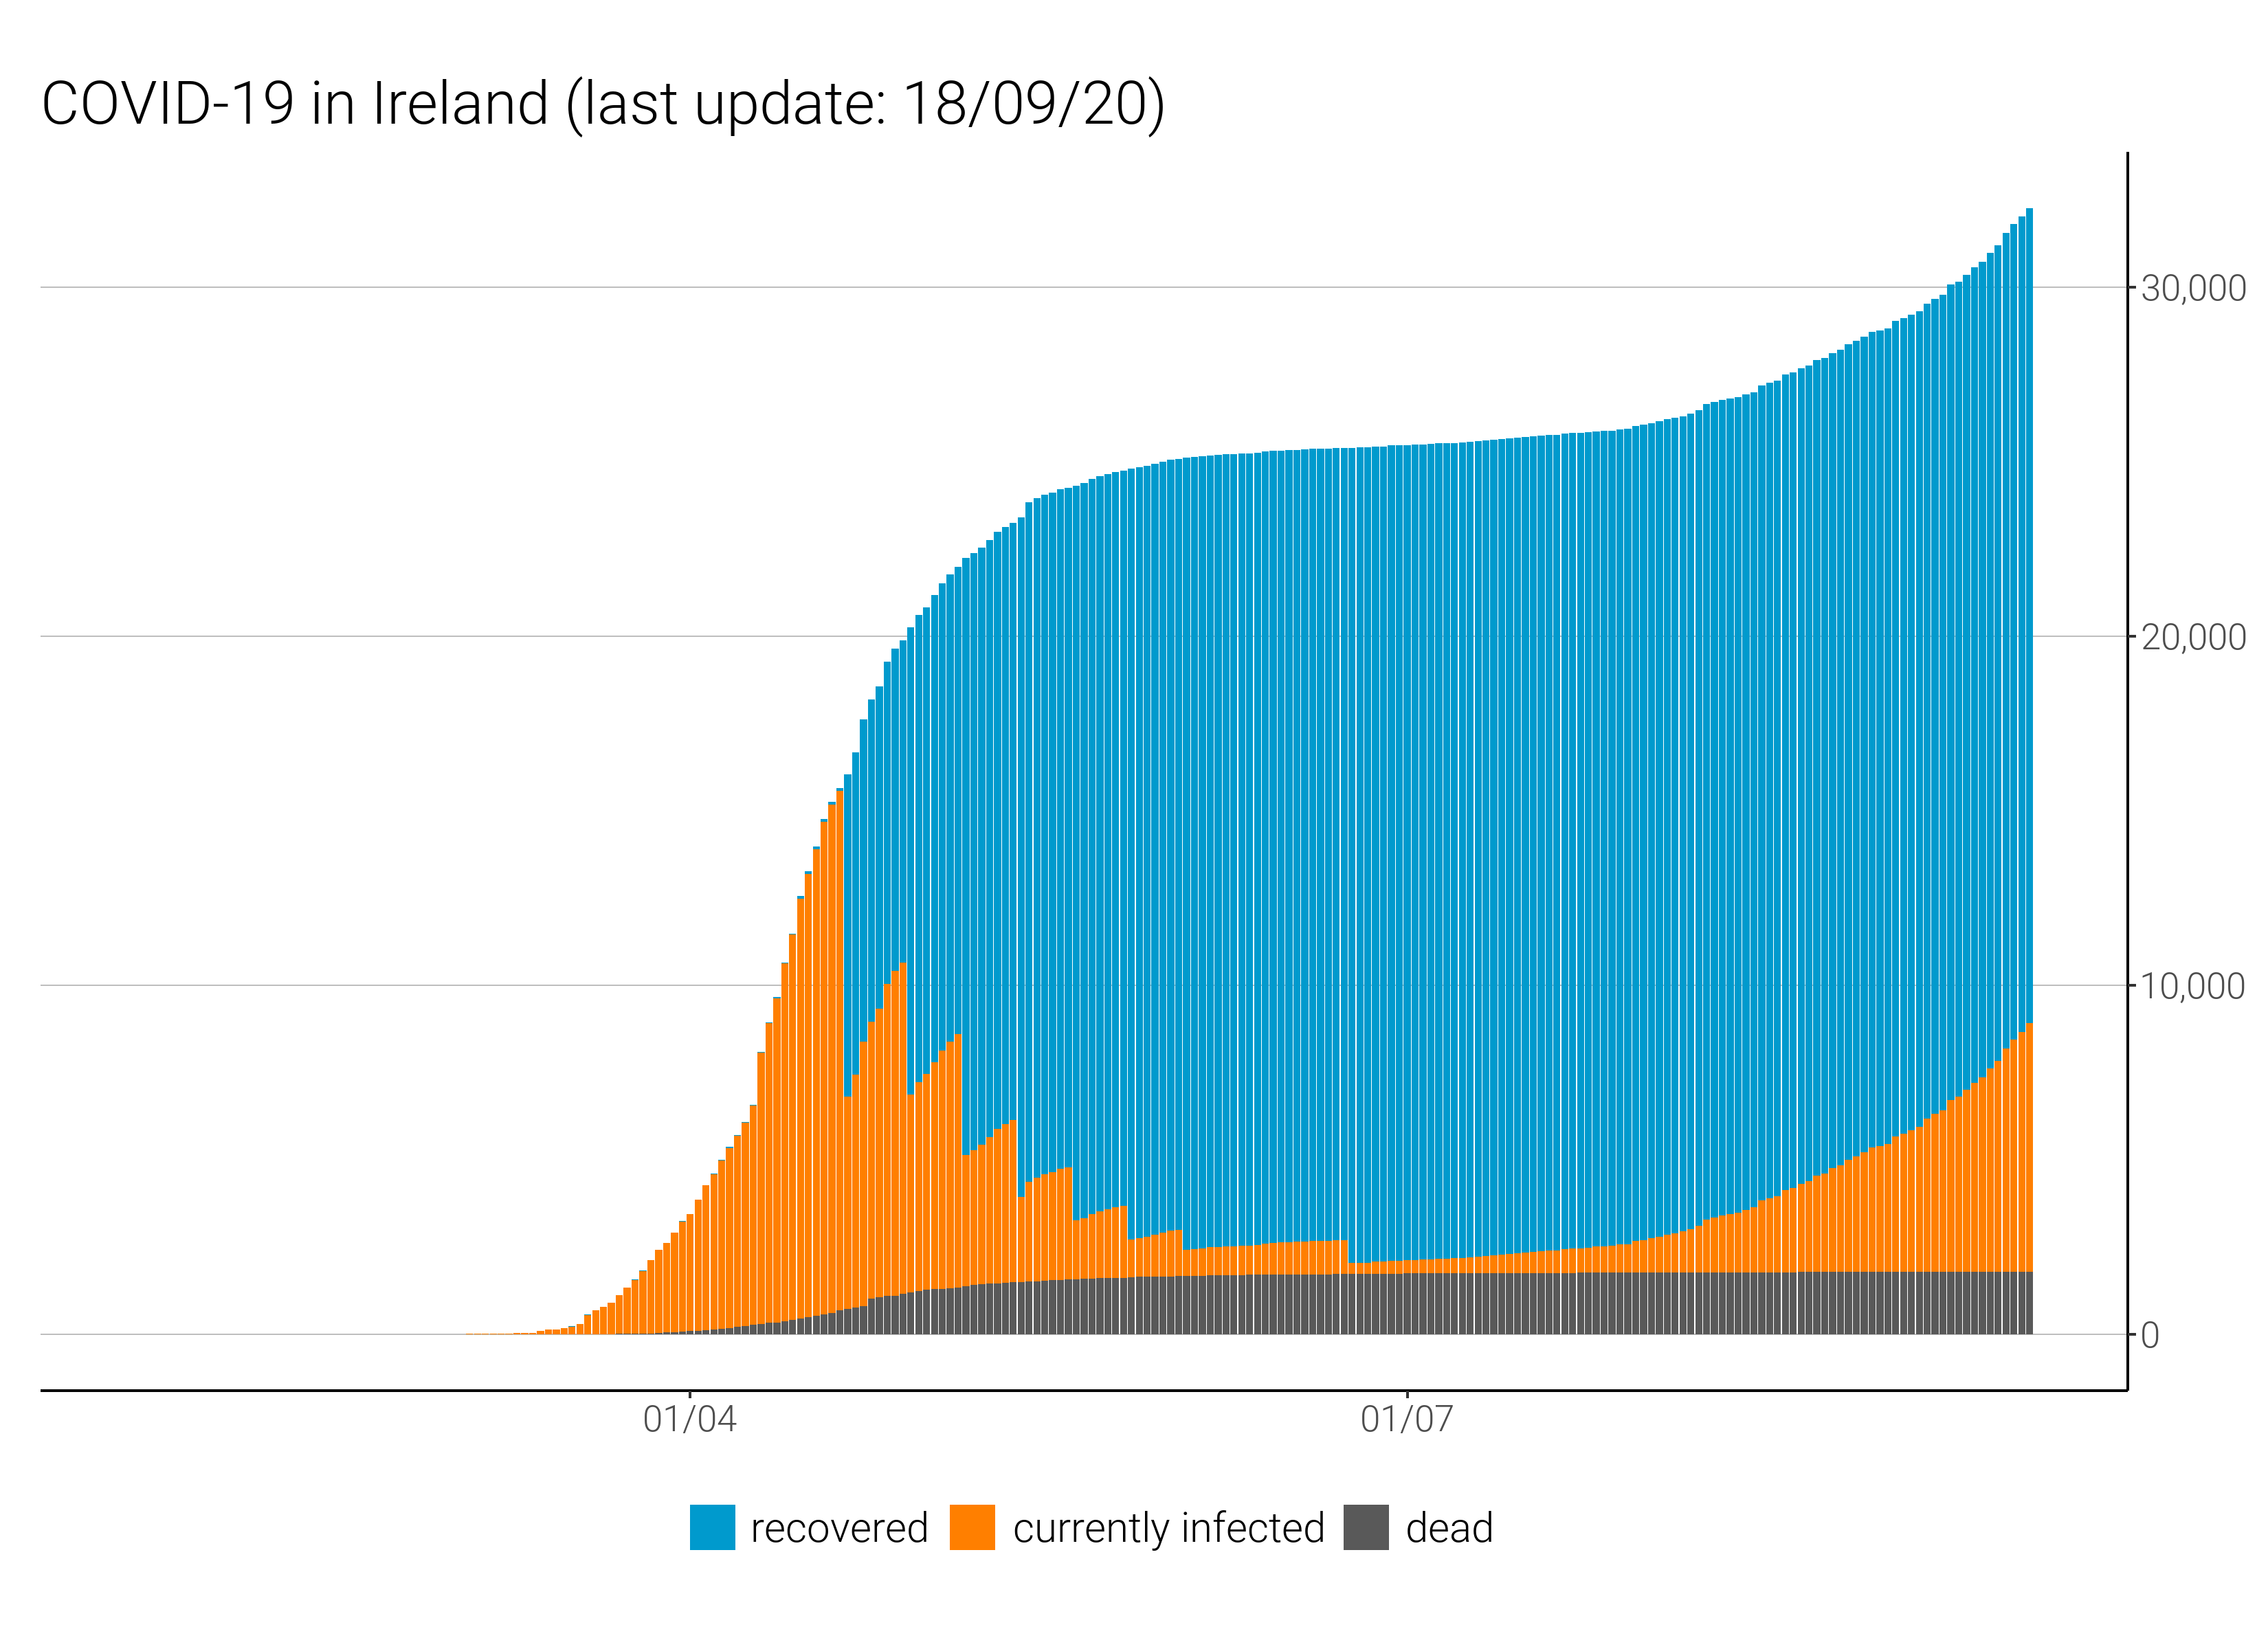 COVID-19 in Ireland (last update: 18/09/20)
30,000
20,000
10,000
0
01/04 01/07
recovered currently infected dead